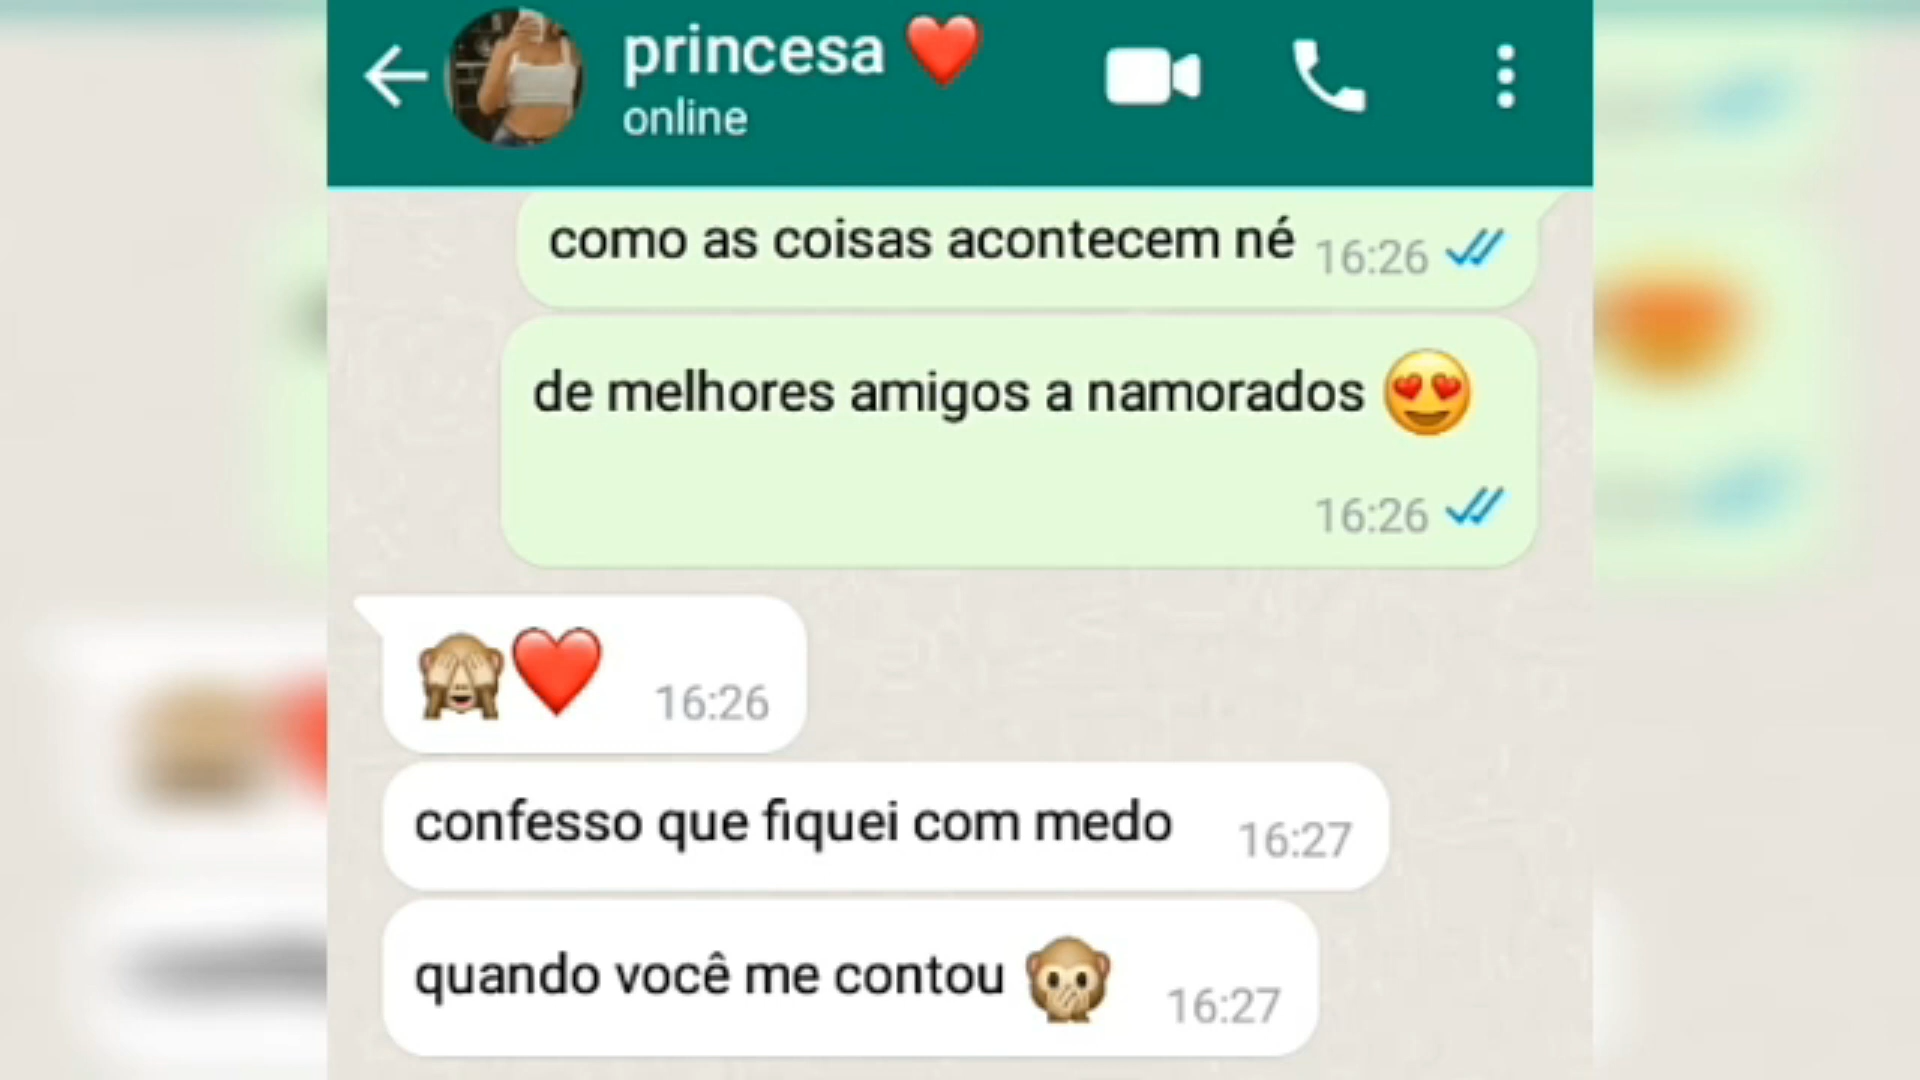 princesa ❤️
online
como as coisas acontecem né 16:26
de melhores amigos a namorados 😍
16:26
🙈❤️ 16:26
confesso que fiquei com medo 16:27
quando você me contou 🙊 16:27